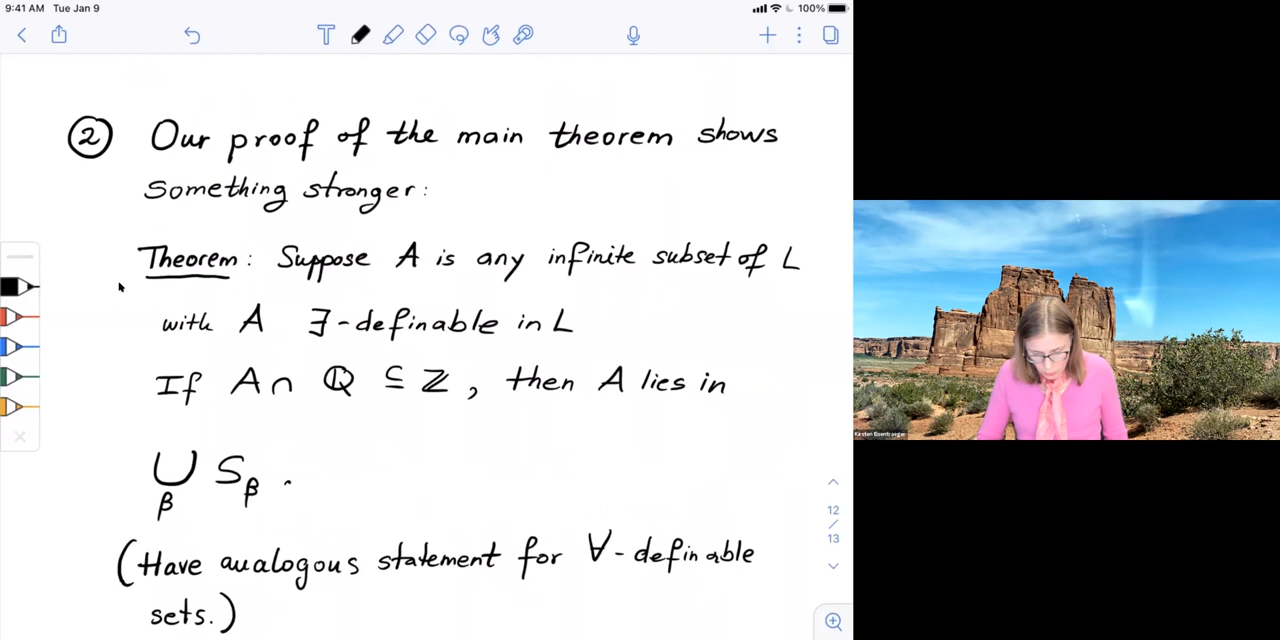 9:41 AM Tue Jan 9
100%
② Our proof of the main theorem shows
something stronger:
Theorem: Suppose A is any infinite subset of L
with A ∃-definable in L
If A ∩ ℚ ⊆ ℤ, then A lies in
⋃_β S_β.
(Have analogous statement for ∀-definable
sets.)
12
/
13
Kirsten Eisentraeger